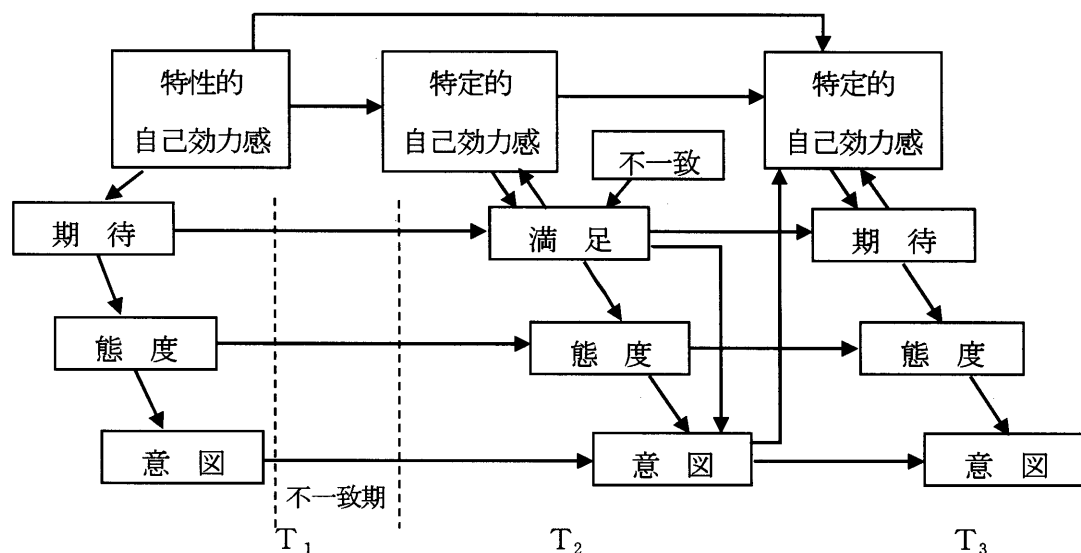 特性的
自己効力感
特定的
自己効力感
特定的
自己効力感
不一致
期 待
満 足
期 待
態 度
態 度
態 度
意 図
意 図
意 図
不一致期
T₁
T₂
T₃